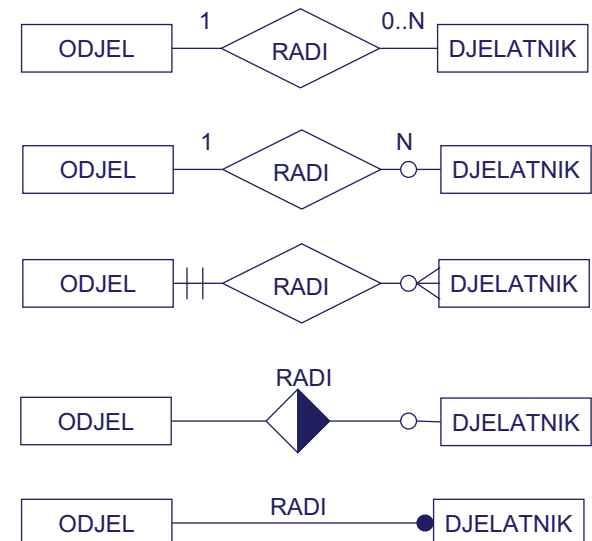 1 0..N
ODJEL RADI DJELATNIK
1 N
ODJEL RADI DJELATNIK
ODJEL RADI DJELATNIK
RADI
ODJEL DJELATNIK
RADI
ODJEL DJELATNIK